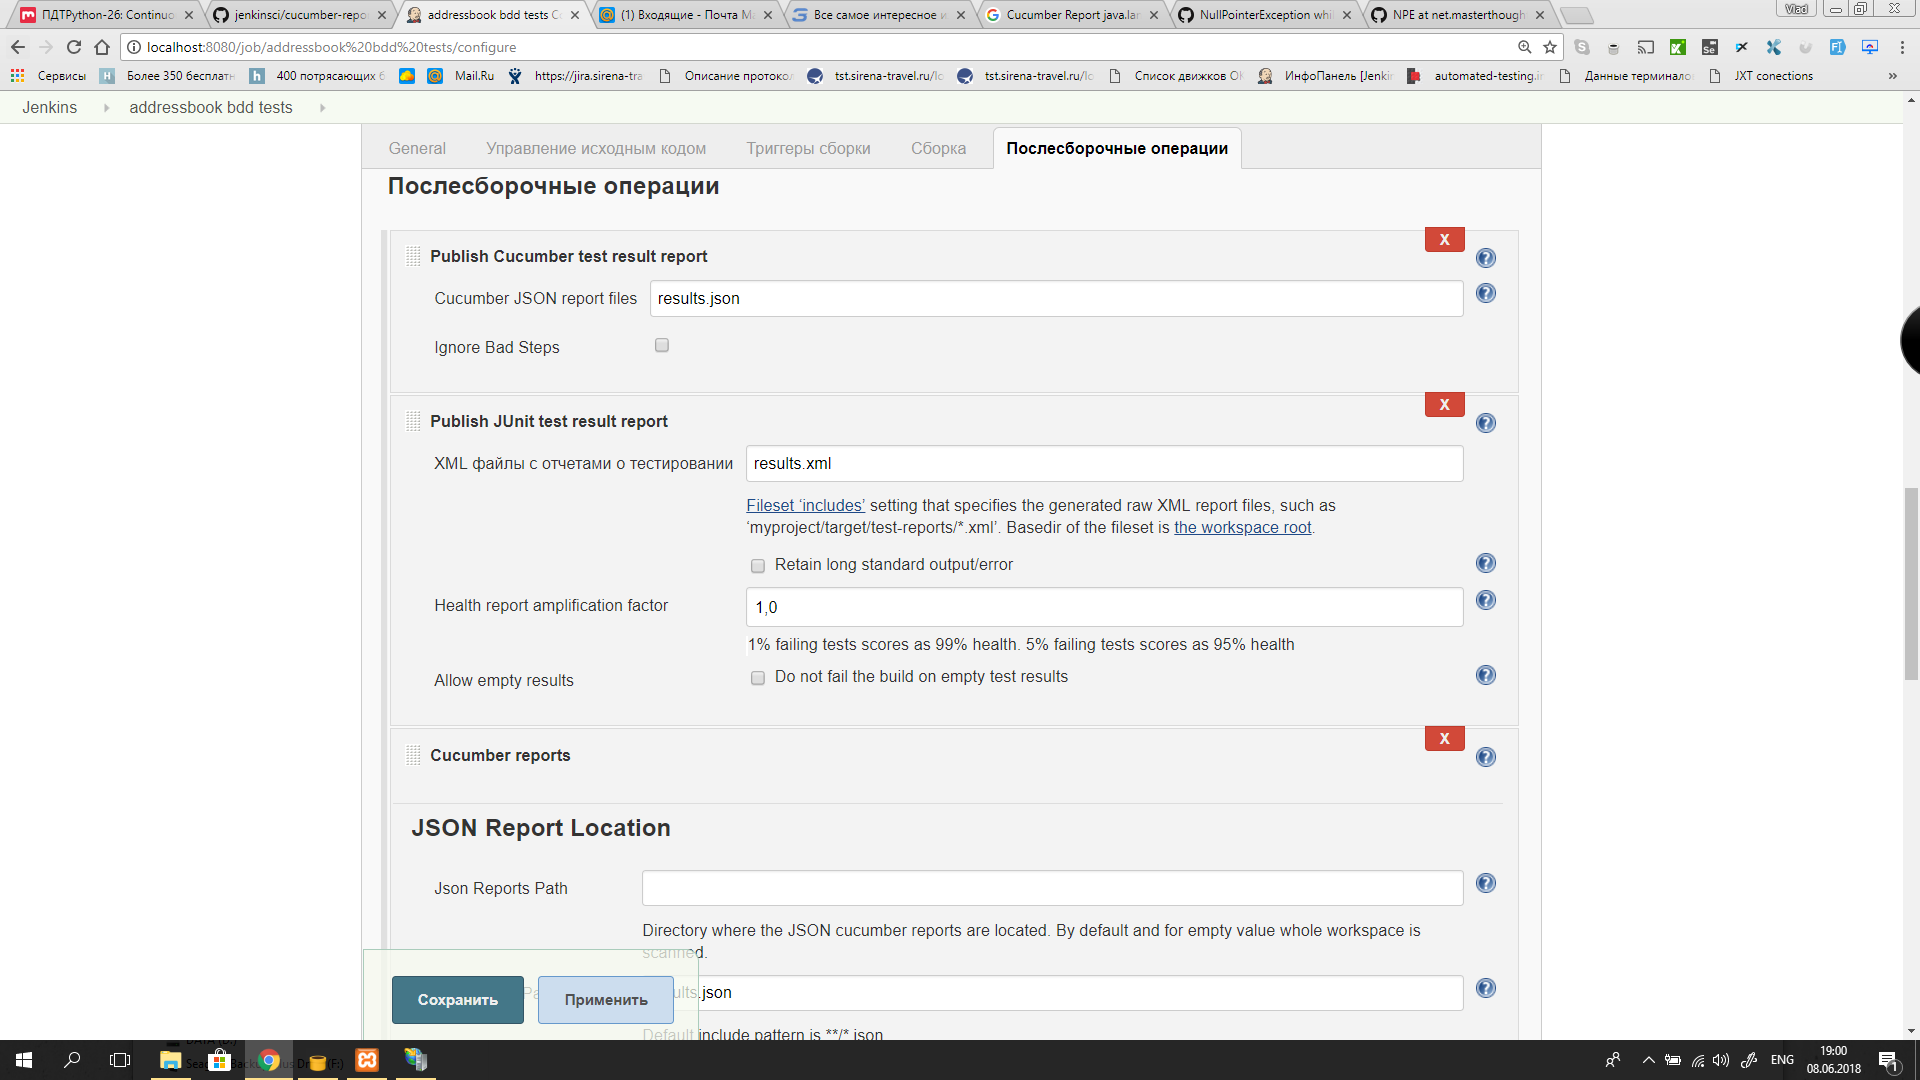 ПДТPython-26: Continuo
jenkinsci/cucumber-repo
addressbook bdd tests C
(1) Входящие - Почта M
Все самое интересное и
Cucumber Report java.la
NullPointerException whi
NPE at net.masterthough
Vlad
localhost:8080/job/addressbook%20bdd%20tests/configure
Сервисы
Более 350 бесплатн
400 потрясающих б
Mail.Ru
https://jira.sirena-tra
Описание протокол
tst.sirena-travel.ru/lo
tst.sirena-travel.ru/lo
Список движков О
ИнфоПанель [Jenkin
automated-testing.in
Данные терминало
JXT conections
»
Jenkins
addressbook bdd tests
General
Управление исходным кодом
Триггеры сборки
Сборка
Послесборочные операции
Послесборочные операции
X
Publish Cucumber test result report
Cucumber JSON report files
results.json
Ignore Bad Steps
X
Publish JUnit test result report
XML файлы с отчетами о тестировании
results.xml
Fileset ‘includes’ setting that specifies the generated raw XML report files, such as
‘myproject/target/test-reports/*.xml’. Basedir of the fileset is the workspace root.
Retain long standard output/error
Health report amplification factor
1,0
1% failing tests scores as 99% health. 5% failing tests scores as 95% health
Allow empty results
Do not fail the build on empty test results
X
Cucumber reports
JSON Report Location
Json Reports Path
Directory where the JSON cucumber reports are located. By default and for empty value whole workspace is
scanned.
Сохранить
Применить
ults.json
Default include pattern is **/*.json
ENG
19:00
08.06.2018
1